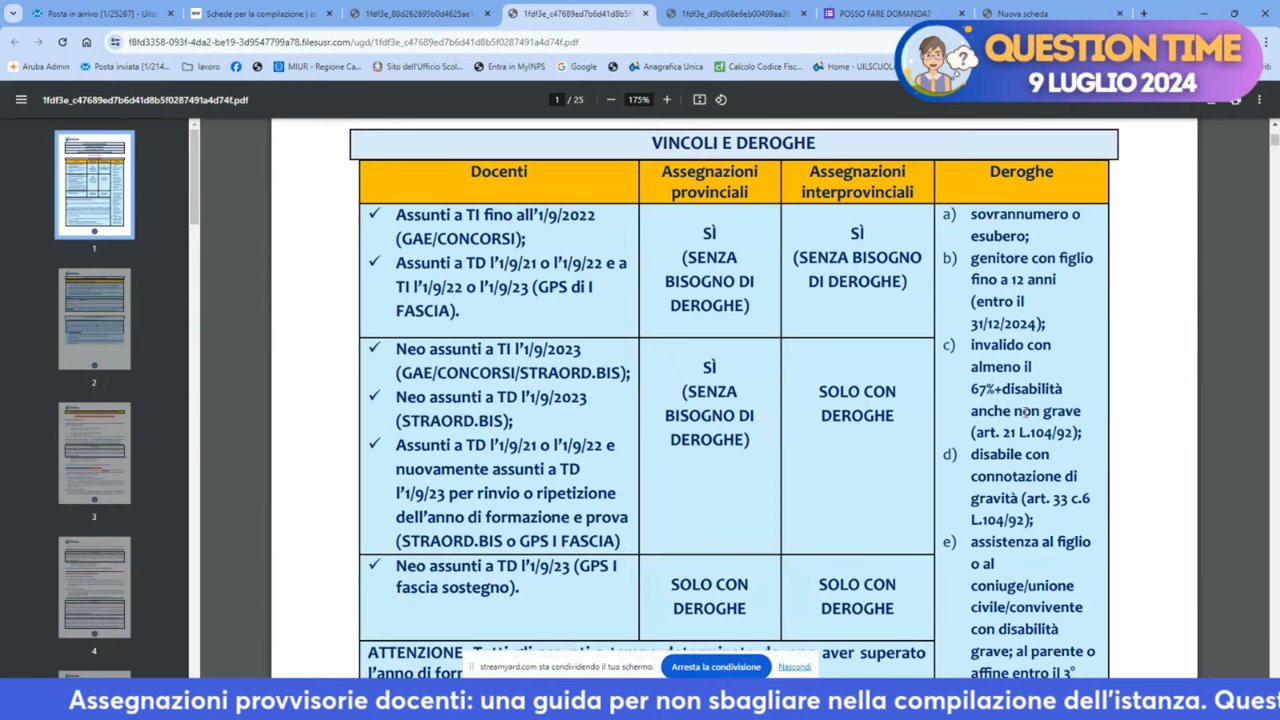 Posta in arrivo [1/25267] - Uilsc
Schede per la compilazione | as
1fdf3e_88d262695b0d4625ae1
1fdf3e_c47689ed7b6d41d8b5f
1fdf3e_d9bd68e6eb00499aa38
POSSO FARE DOMANDA?
Nuova scheda
f8fd3358-093f-4da2-be19-3d9547799a78.filesusr.com/ugd/1fdf3e_c47689ed7b6d41d8b5f0287491a4d74f.pdf
Aruba Admin
Posta inviata [1/214...
lavoro
MIUR - Regione Ca...
Sito dell'Ufficio Scol...
Entra in MyINPS
Google
Anagrafica Unica
Calcolo Codice Fisc...
Home - UILSCUOL
QUESTION TIME
9 LUGLIO 2024
1fdf3e_c47689ed7b6d41d8b5f0287491a4d74f.pdf
1 / 25
175%
VINCOLI E DEROGHE
Docenti
Assegnazioni provinciali
Assegnazioni interprovinciali
Deroghe
✓ Assunti a TI fino all'1/9/2022
(GAE/CONCORSI);
✓ Assunti a TD l'1/9/21 o l'1/9/22 e a
TI l'1/9/22 o l'1/9/23 (GPS di I
FASCIA).
SÌ
(SENZA
BISOGNO DI
DEROGHE)
SÌ
(SENZA BISOGNO
DI DEROGHE)
✓ Neo assunti a TI l'1/9/2023
(GAE/CONCORSI/STRAORD.BIS);
✓ Neo assunti a TD l'1/9/2023
(STRAORD.BIS);
✓ Assunti a TD l'1/9/21 o l'1/9/22 e
nuovamente assunti a TD
l'1/9/23 per rinvio o ripetizione
dell'anno di formazione e prova
(STRAORD.BIS o GPS I FASCIA)
SÌ
(SENZA
BISOGNO DI
DEROGHE)
SOLO CON
DEROGHE
✓ Neo assunti a TD l'1/9/23 (GPS I
fascia sostegno).
SOLO CON
DEROGHE
SOLO CON
DEROGHE
a) sovrannumero o
esubero;
b) genitore con figlio
fino a 12 anni
(entro il
31/12/2024);
c) invalido con
almeno il
67%+disabilità
anche non grave
(art. 21 L.104/92);
d) disabile con
connotazione di
gravità (art. 33 c.6
L.104/92);
e) assistenza al figlio
o al
coniuge/unione
civile/convivente
con disabilità
grave; al parente o
affine entro il 3°
ATTENZIONE
aver superato
l'anno di form
1
2
3
4
streamyard.com sta condividendo il tuo schermo.
Arresta la condivisione
Nascondi
Assegnazioni provvisorie docenti: una guida per non sbagliare nella compilazione dell'istanza. Quest